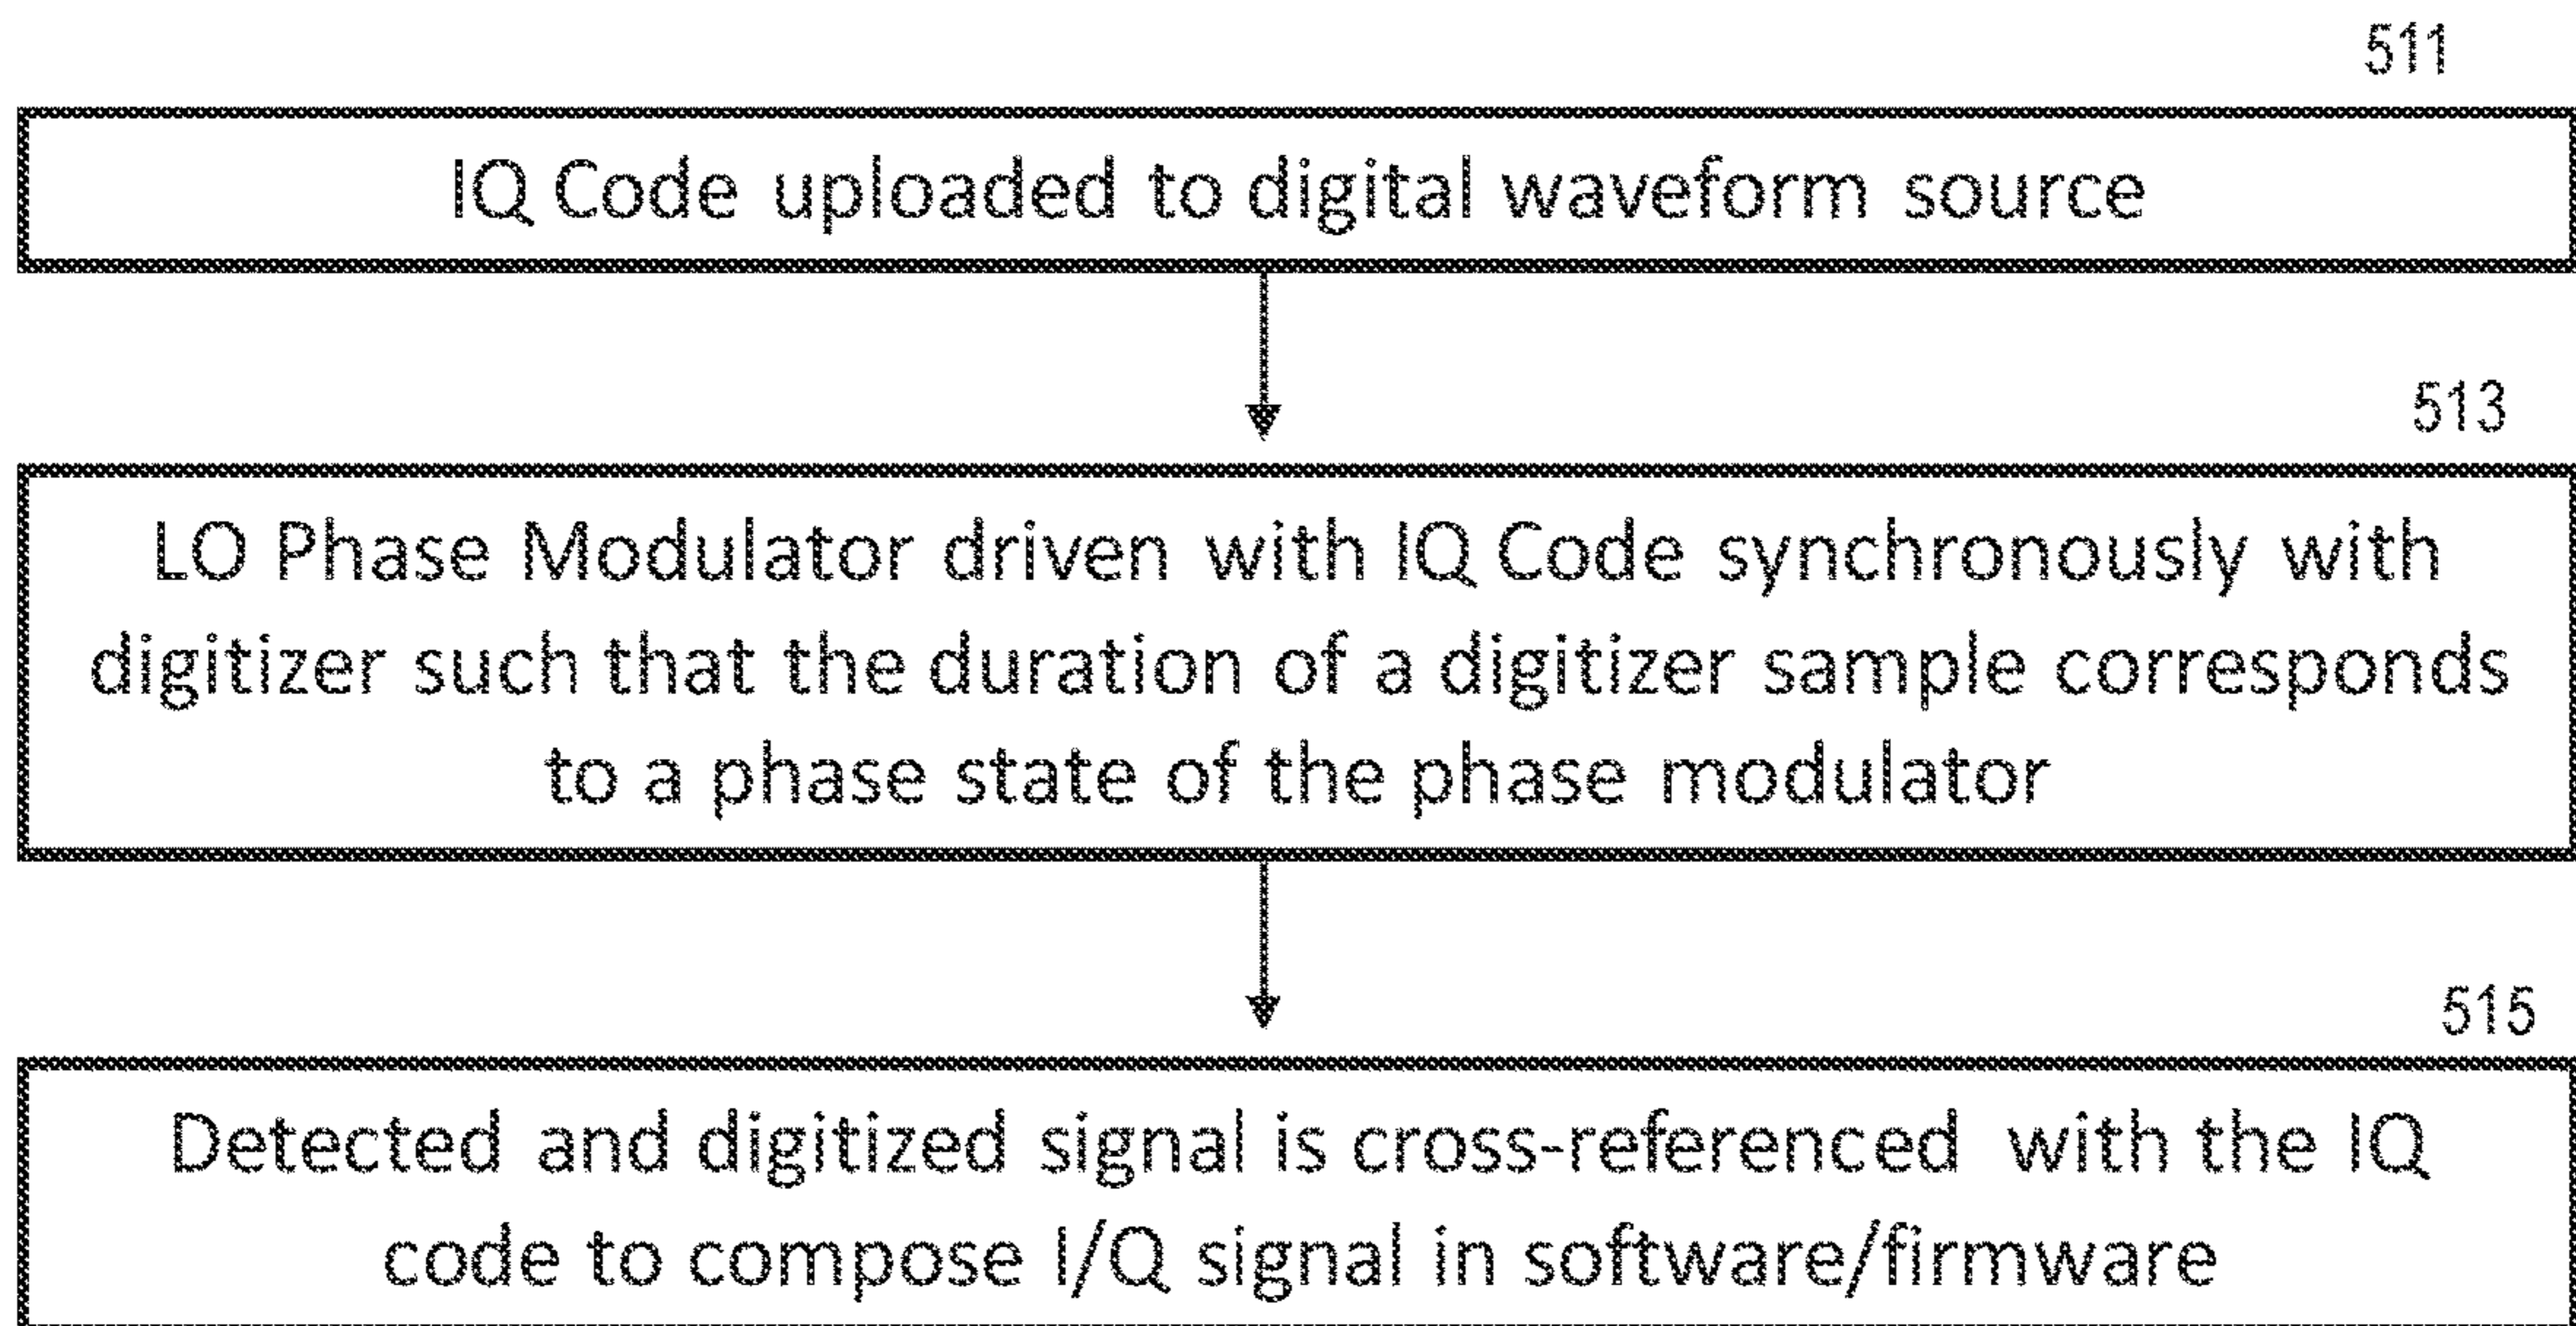 511
IQ Code uploaded to digital waveform source
513
LO Phase Modulator driven with IQ Code synchronously with
digitizer such that the duration of a digitizer sample corresponds
to a phase state of the phase modulator
515
Detected and digitized signal is cross-referenced with the IQ
code to compose I/Q signal in software/firmware